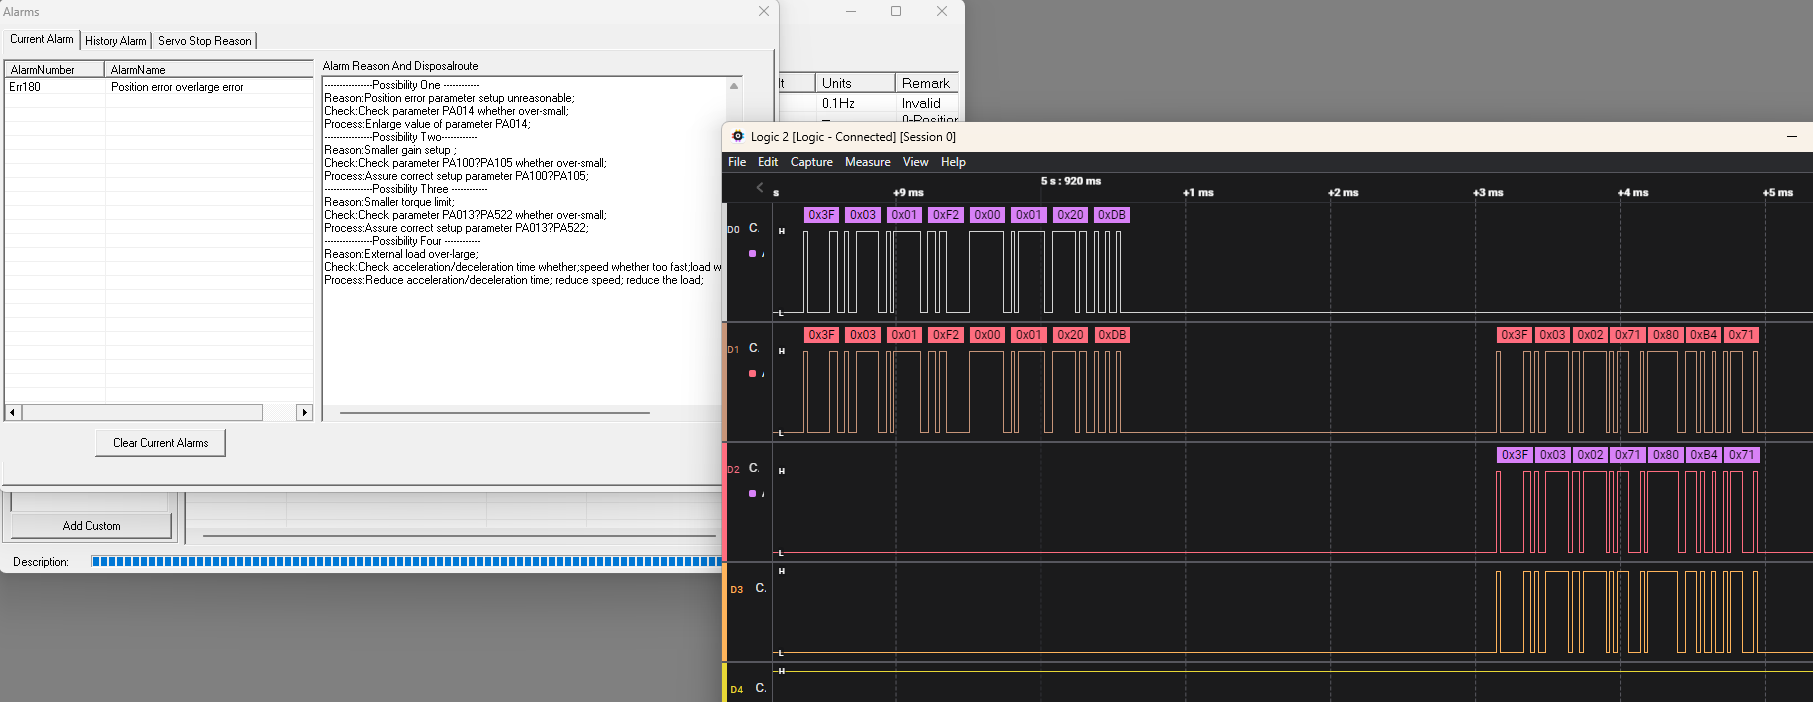 Alarms
Current Alarm
History Alarm
Servo Stop Reason
AlarmNumber
AlarmName
Err180
Position error overlarge error
Alarm Reason And Disposalroute
----------------Possibility One ------------
Reason:Position error parameter setup unreasonable;
Check:Check parameter PA014 whether over-small;
Process:Enlarge value of parameter PA014;
----------------Possibility Two------------
Reason:Smaller gain setup ;
Check:Check parameter PA100?PA105 whether over-small;
Process:Assure correct setup parameter PA100?PA105;
----------------Possibility Three ------------
Reason:Smaller torque limit;
Check:Check parameter PA013?PA522 whether over-small;
Process:Assure correct setup parameter PA013?PA522;
----------------Possibility Four ------------
Reason:External load over-large;
Check:Check acceleration/deceleration time whether;speed whether too fast;load w
Process:Reduce acceleration/deceleration time; reduce speed; reduce the load;
Clear Current Alarms
Add Custom
Description:
lt
Units
Remark
0.1Hz
Invalid
0-Position
Logic 2 [Logic - Connected] [Session 0]
File
Edit
Capture
Measure
View
Help
5 s : 920 ms
s
+9 ms
+1 ms
+2 ms
+3 ms
+4 ms
+5 ms
D0 C.
H
L
0x3F 0x03 0x01 0xF2 0x00 0x01 0x20 0xDB
D1 C.
H
L
0x3F 0x03 0x01 0xF2 0x00 0x01 0x20 0xDB
0x3F 0x03 0x02 0x71 0x80 0xB4 0x71
D2 C.
H
L
0x3F 0x03 0x02 0x71 0x80 0xB4 0x71
D3 C.
H
L
D4 C.
H